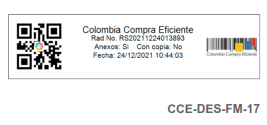 Colombia Compra Eficiente
Rad No. RS20211224013893
Anexos: Si Con copia: No
Fecha: 24/12/2021 10:44:03
Colombia Compra Eficiente
CCE-DES-FM-17